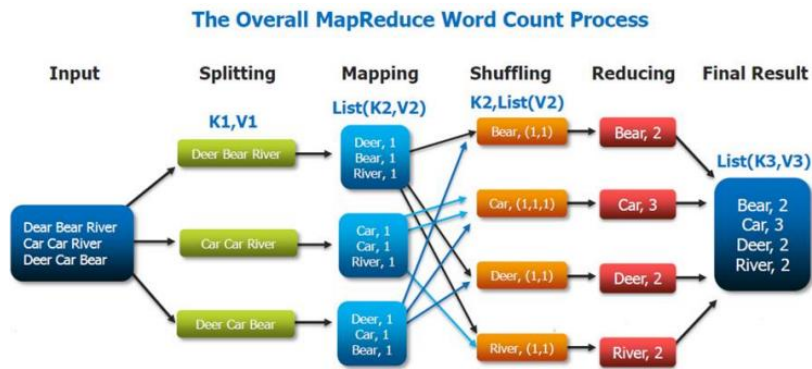 The Overall MapReduce Word Count Process
Input
Splitting
Mapping
Shuffling
Reducing
Final Result
K1,V1
List(K2,V2)
K2,List(V2)
List(K3,V3)
Dear Bear River
Car Car River
Deer Car Bear
Deer Bear River
Car Car River
Deer Car Bear
Deer, 1
Bear, 1
River, 1
Car, 1
Car, 1
River, 1
Deer, 1
Car, 1
Bear, 1
Bear, (1,1)
Car, (1,1,1)
Deer, (1,1)
River, (1,1)
Bear, 2
Car, 3
Deer, 2
River, 2
Bear, 2
Car, 3
Deer, 2
River, 2